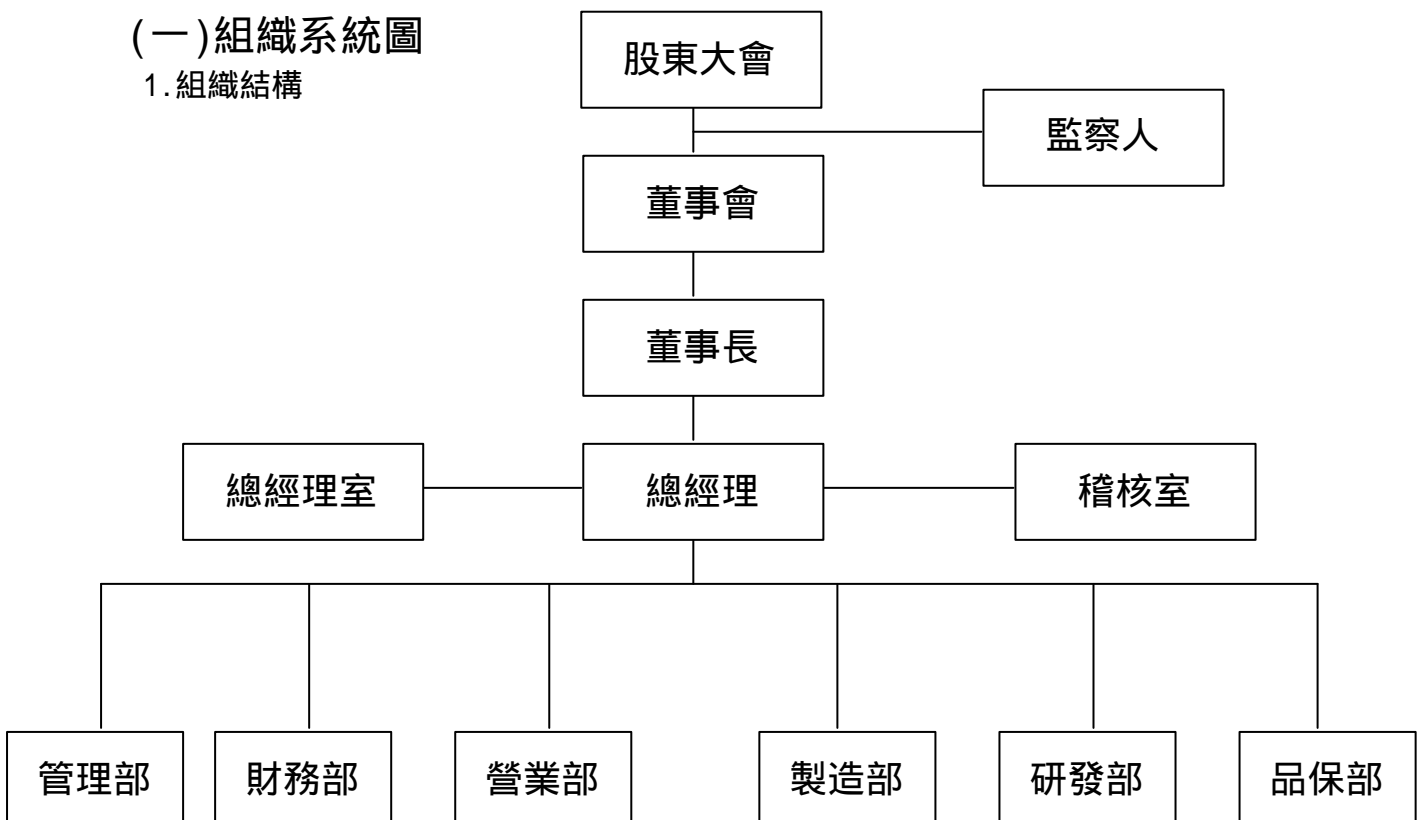 (一)組織系統圖
1.組織結構
股東大會
監察人
董事會
董事長
總經理室
總經理
稽核室
管理部
財務部
營業部
製造部
研發部
品保部